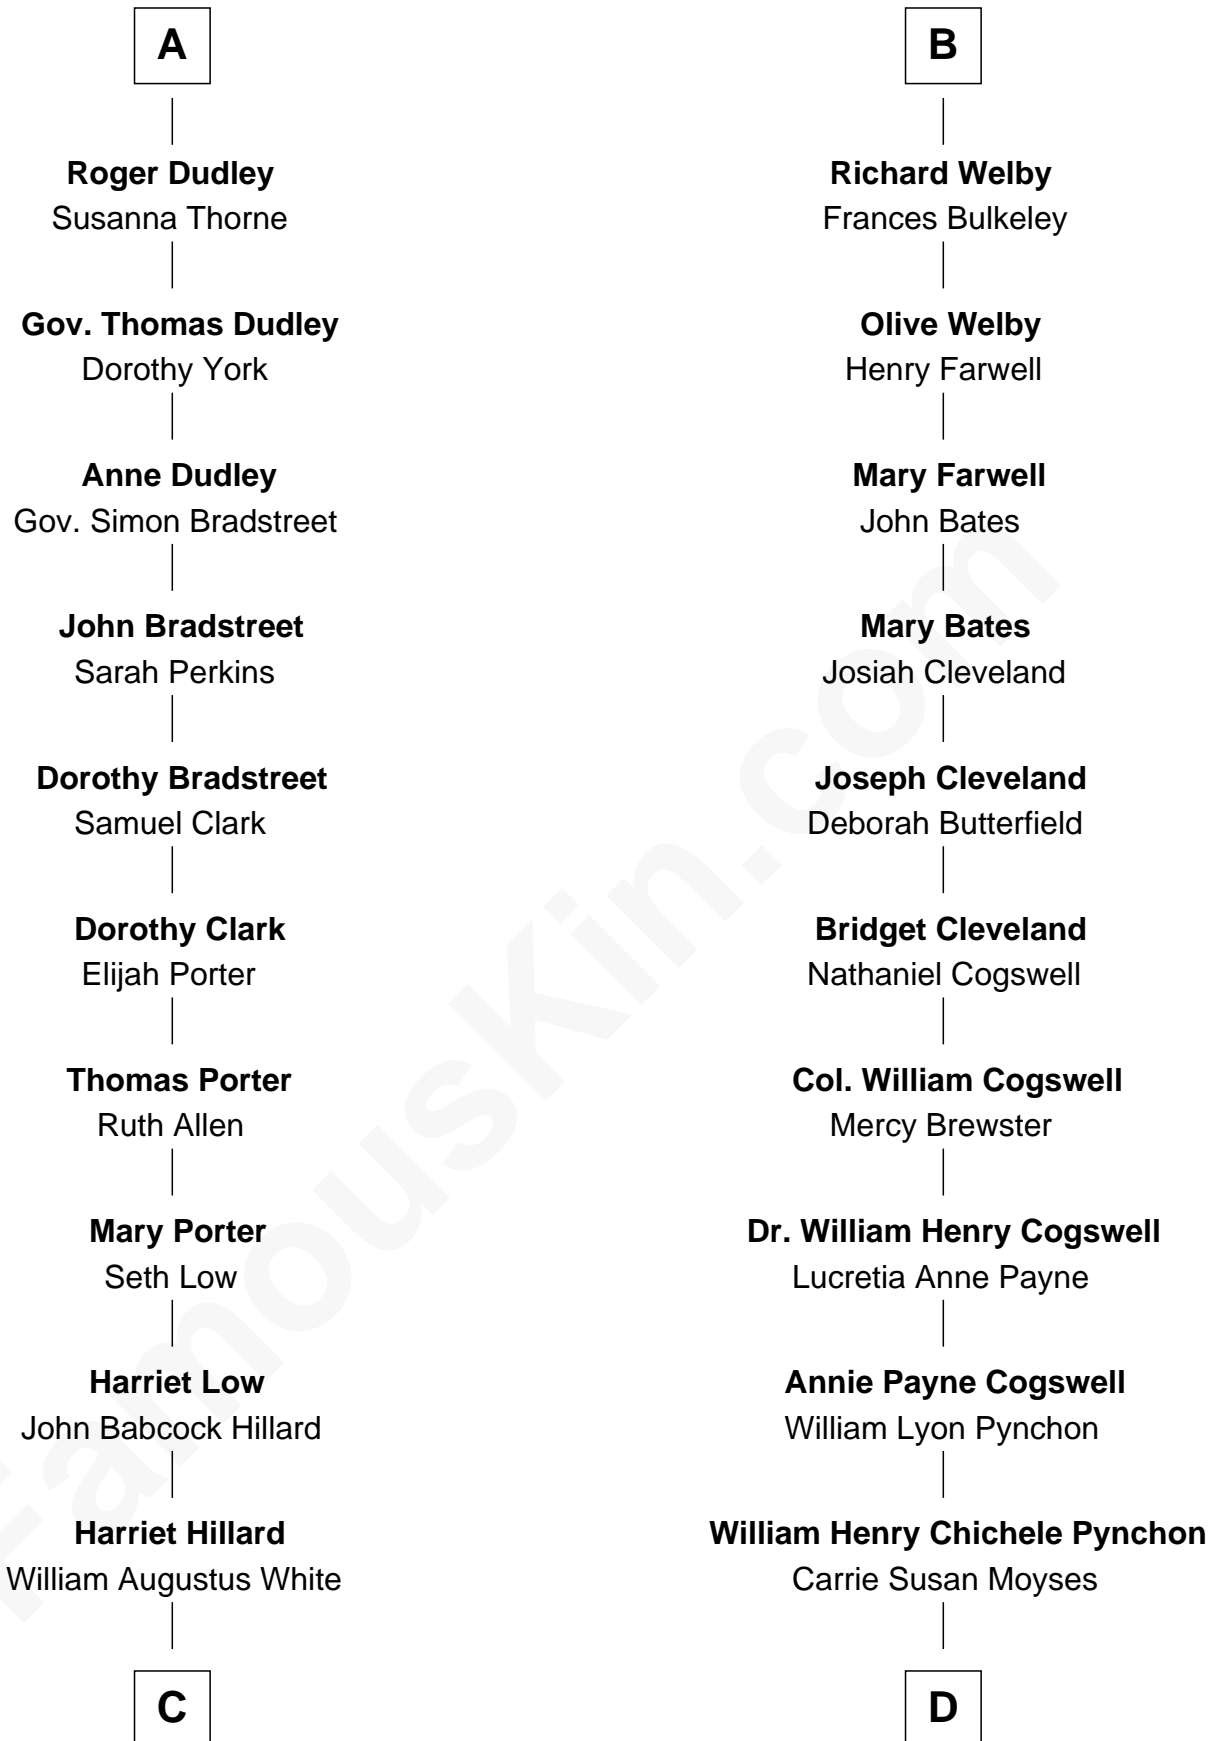 A
Roger Dudley
Susanna Thorne
Gov. Thomas Dudley
Dorothy York
Anne Dudley
Gov. Simon Bradstreet
John Bradstreet
Sarah Perkins
Dorothy Bradstreet
Samuel Clark
Dorothy Clark
Elijah Porter
Thomas Porter
Ruth Allen
Mary Porter
Seth Low
Harriet Low
John Babcock Hillard
Harriet Hillard
William Augustus White
C
B
Richard Welby
Frances Bulkeley
Olive Welby
Henry Farwell
Mary Farwell
John Bates
Mary Bates
Josiah Cleveland
Joseph Cleveland
Deborah Butterfield
Bridget Cleveland
Nathaniel Cogswell
Col. William Cogswell
Mercy Brewster
Dr. William Henry Cogswell
Lucretia Anne Payne
Annie Payne Cogswell
William Lyon Pynchon
William Henry Chichele Pynchon
Carrie Susan Moyses
D
FamousKin.com